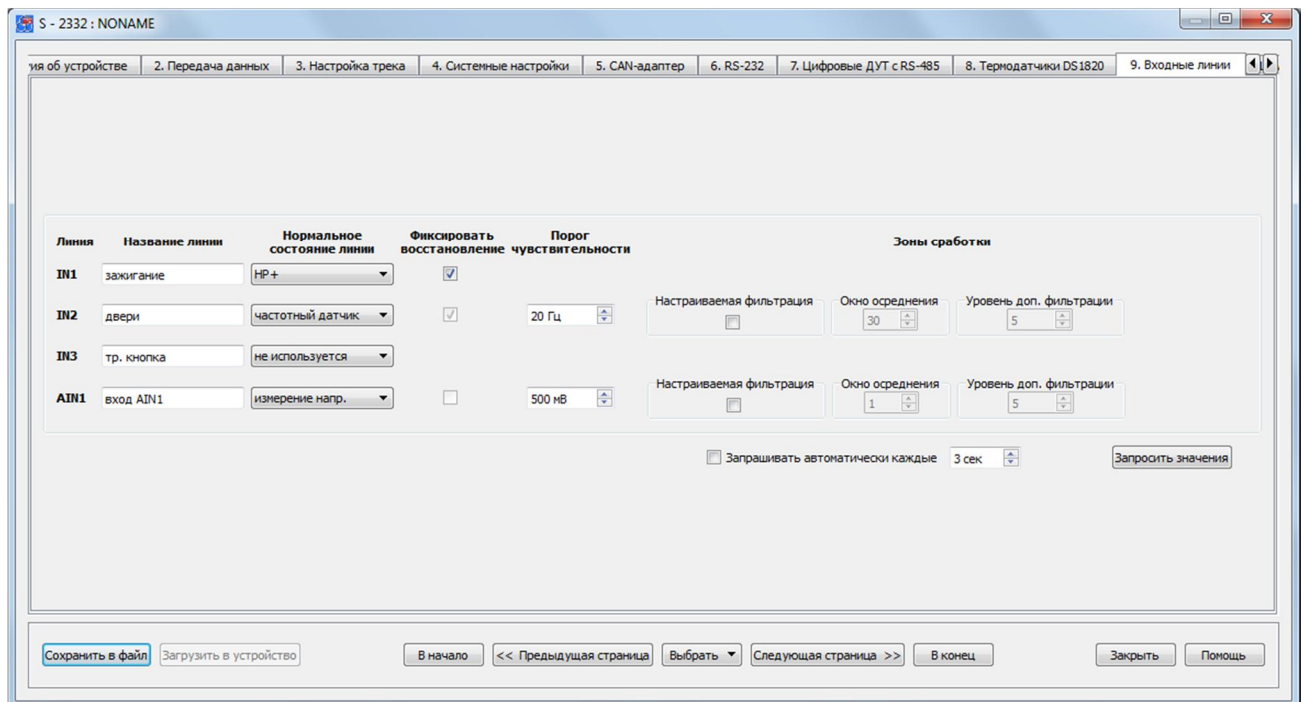 S - 2332 : NONAME
ия об устройстве 2. Передача данных 3. Настройка трека 4. Системные настройки 5. CAN-адаптер 6. RS-232 7. Цифровые ДУТ с RS-485 8. Термодатчики DS1820 9. Входные линии
Линия Название линии Нормальное состояние линии Фиксировать восстановление Порог чувствительности Зоны сработки
IN1 зажигание НР+
IN2 двери частотный датчик 20 Гц Настраиваемая фильтрация Окно осреднения 30 Уровень доп. фильтрации 5
IN3 тр. кнопка не используется
AIN1 вход AIN1 измерение напр. 500 мВ Настраиваемая фильтрация Окно осреднения 1 Уровень доп. фильтрации 5
Запрашивать автоматически каждые 3 сек Запросить значения
Сохранить в файл Загрузить в устройство В начало << Предыдущая страница Выбрать Следующая страница >> В конец Закрыть Помощь